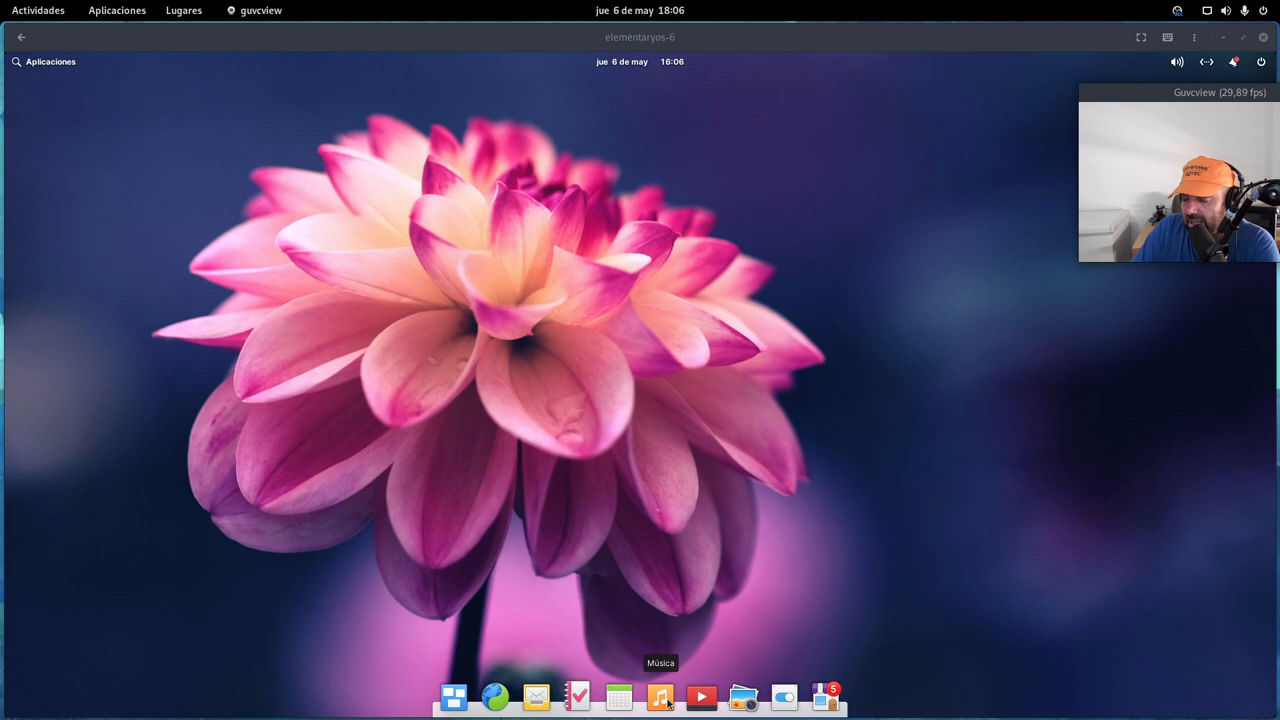 Actividades Aplicaciones Lugares guvcview jue 6 de may 18:06
elementaryos-6
Aplicaciones jue 6 de may 16:06
Guvcview (29,89 fps)
Música
5